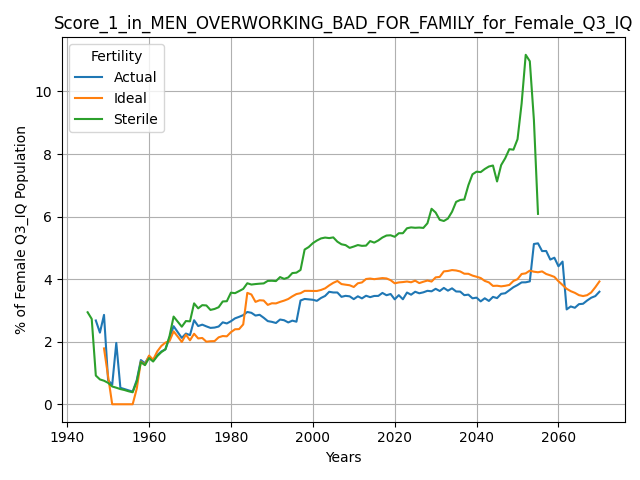 Score_1_in_MEN_OVERWORKING_BAD_FOR_FAMILY_for_Female_Q3_IQ
Fertility
Actual
Ideal
Sterile
% of Female Q3_IQ Population
10
8
6
4
2
0
1940 1960 1980 2000 2020 2040 2060
Years